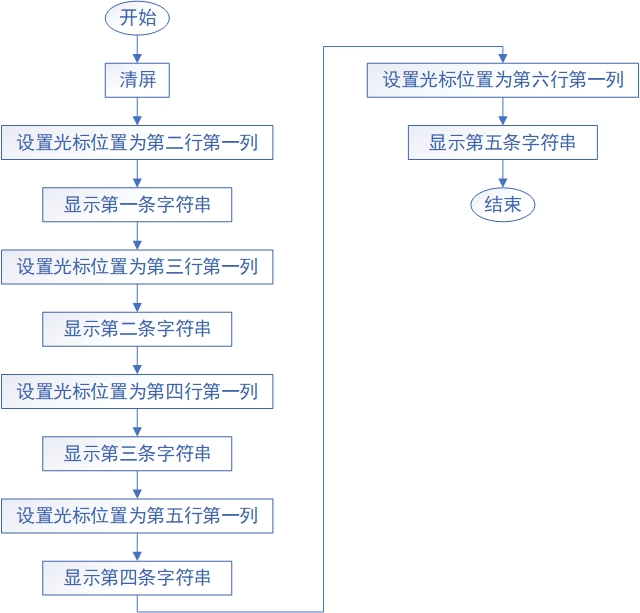 开始
清屏
设置光标位置为第二行第一列
显示第一条字符串
设置光标位置为第三行第一列
显示第二条字符串
设置光标位置为第四行第一列
显示第三条字符串
设置光标位置为第五行第一列
显示第四条字符串
设置光标位置为第六行第一列
显示第五条字符串
结束